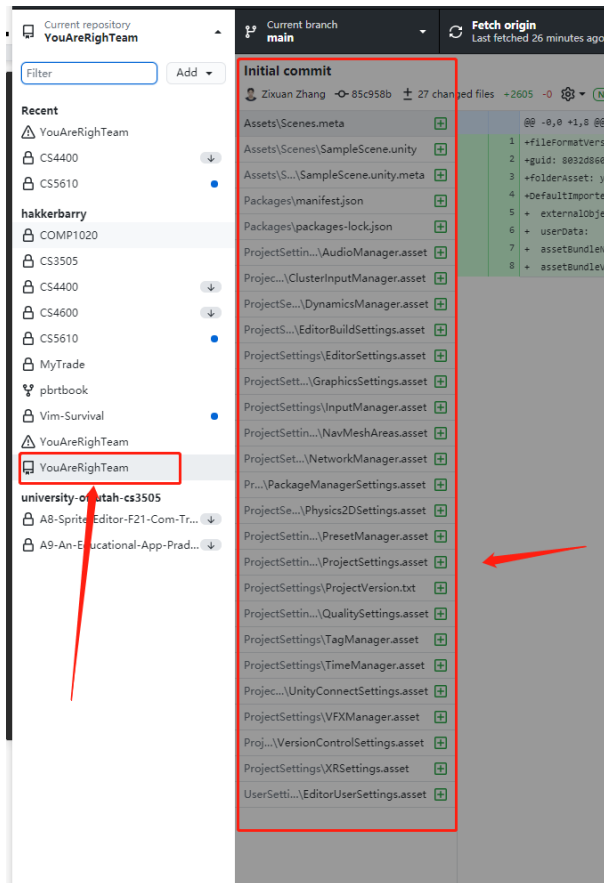 Current repository
YouAreRighTeam
Current branch
main
Fetch origin
Last fetched 26 minutes ago
Filter
Add
Recent
YouAreRighTeam
CS4400
CS5610
hakkerbarry
COMP1020
CS3505
CS4400
CS4600
CS5610
MyTrade
pbrtbook
Vim-Survival
YouAreRighTeam
YouAreRighTeam
university-of-utah-cs3505
A8-Sprite-Editor-F21-Com-Tr...
A9-An-Educational-App-Prad...
Initial commit
Zixuan Zhang 85c958b 27 changed files +2605 -0
Assets\Scenes.meta
Assets\Scenes\SampleScene.unity
Assets\S...\SampleScene.unity.meta
Packages\manifest.json
Packages\packages-lock.json
ProjectSettin...\AudioManager.asset
Projec...\ClusterInputManager.asset
ProjectSe...\DynamicsManager.asset
ProjectS...\EditorBuildSettings.asset
ProjectSettings\EditorSettings.asset
ProjectSett...\GraphicsSettings.asset
ProjectSettings\InputManager.asset
ProjectSettin...\NavMeshAreas.asset
ProjectSet...\NetworkManager.asset
Pr...\PackageManagerSettings.asset
ProjectSe...\Physics2DSettings.asset
ProjectSettin...\PresetManager.asset
ProjectSettin...\ProjectSettings.asset
ProjectSettings\ProjectVersion.txt
ProjectSettin...\QualitySettings.asset
ProjectSettings\TagManager.asset
ProjectSettings\TimeManager.asset
Projec...\UnityConnectSettings.asset
ProjectSettings\VFXManager.asset
Proj...\VersionControlSettings.asset
ProjectSettings\XRSettings.asset
UserSetti...\EditorUserSettings.asset
@@ -0,0 +1,8 @@
1 +fileFormatVers
2 +guid: 8032d860
3 +folderAsset: y
4 +DefaultImporte
5 + externalObje
6 + userData:
7 + assetBundleN
8 + assetBundleV